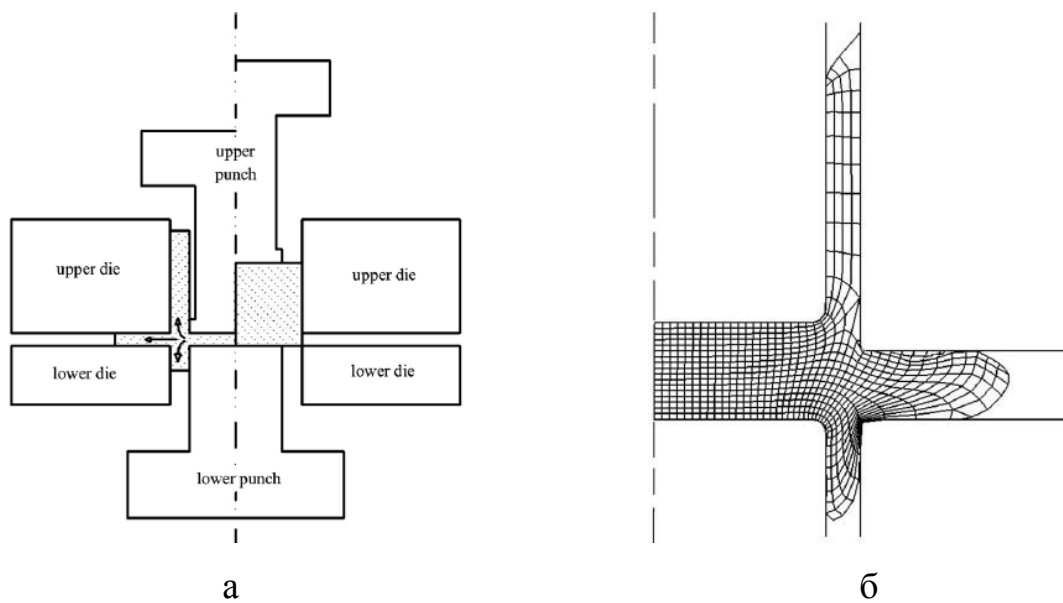 upper
punch
upper die
upper die
lower die
lower die
lower punch
а
б